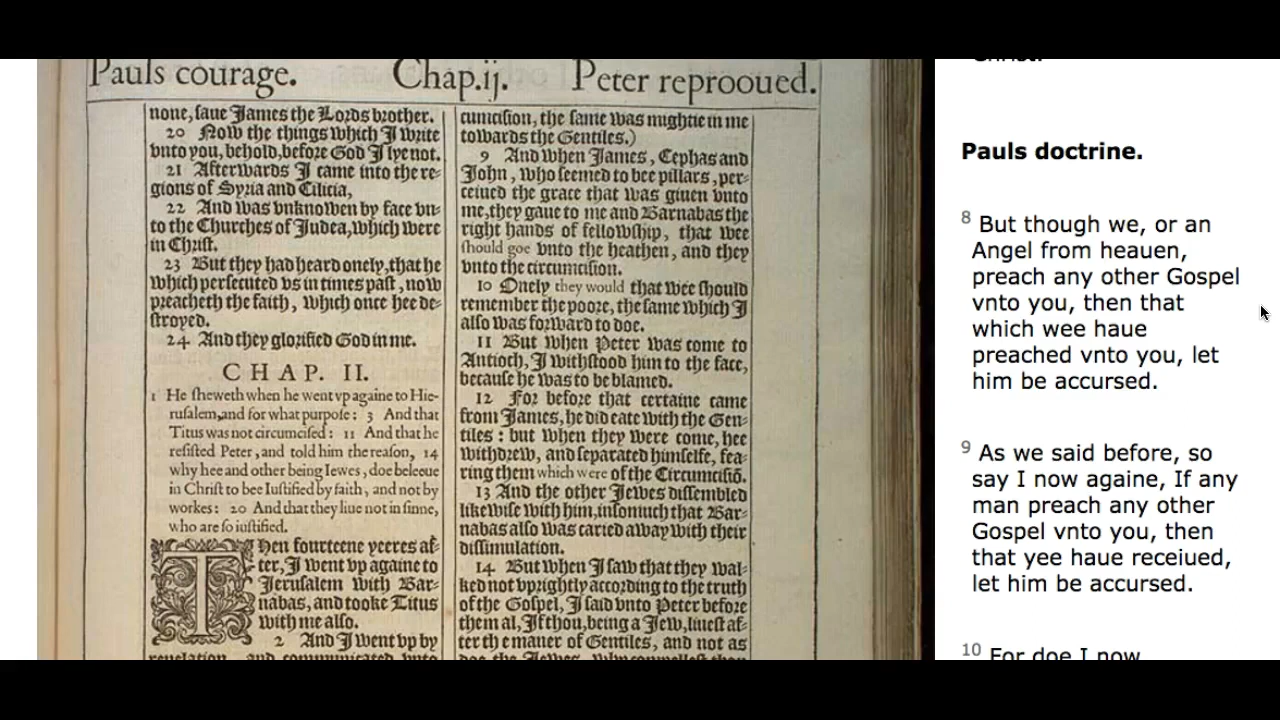 Pauls courage. Chap.ij. Peter reprooued.
none, saue James the Lords brother.
20 Now the things which I write
vnto you, behold, before God I lye not.
21 Afterwards I came into the re-
gions of Syria and Cilicia,
22 And was vnknowen by face vn-
to the Churches of Judea, which were
in Christ.
23 But they had heard onely, that he
which persecuted vs in times past, now
preacheth the faith, which once hee de-
stroyed.
24 And they glorified God in me.
CHAP. II.
1 He sheweth when he went vp againe to Hie-
rusalem, and for what purpose: 3 And that
Titus was not circumcised: 11 And that he
resisted Peter, and told him the reason, 14
why hee and other being Iewes, doe beleeue
in Christ to bee Iustified by faith, and not by
workes: 20 And that they liue not in sinne,
who are so iustified.
Then fourteene yeeres af-
ter, I went vp againe to
Jerusalem with Bar-
nabas, and tooke Titus
with me also.
2 And I went vp by
reuelation, and communicated vnto
cumcision, the same was mightie in me
towards the Gentiles.)
9 And when James, Cephas and
John, who seemed to bee pillars, per-
ceiued the grace that was giuen vnto
me, they gaue to me and Barnabas the
right hands of fellowship, that wee
should goe vnto the heathen, and they
vnto the circumcision.
10 Onely they would that wee should
remember the poore, the same which I
also was forward to doe.
11 But when Peter was come to
Antioch, I withstood him to the face,
because he was to be blamed.
12 For before that certaine came
from James, he did eate with the Gen-
tiles: but when they were come, hee
withdrew, and separated himselfe, fea-
ring them which were of the Circumcisiõ.
13 And the other Jewes dissembled
likewise with him, insomuch that Bar-
nabas also was caried away with their
dissimulation.
14 But when I saw that they wal-
ked not vprightly according to the truth
of the Gospel, I said vnto Peter before
them al, If thou, being a Jew, liuest af-
ter the maner of Gentiles, and not as
doe the Jewes, why compellest thou
Christ.
Pauls doctrine.
8 But though we, or an
Angel from heauen,
preach any other Gospel
vnto you, then that
which wee haue
preached vnto you, let
him be accursed.
9 As we said before, so
say I now againe, If any
man preach any other
Gospel vnto you, then
that yee haue receiued,
let him be accursed.
10 For doe I now